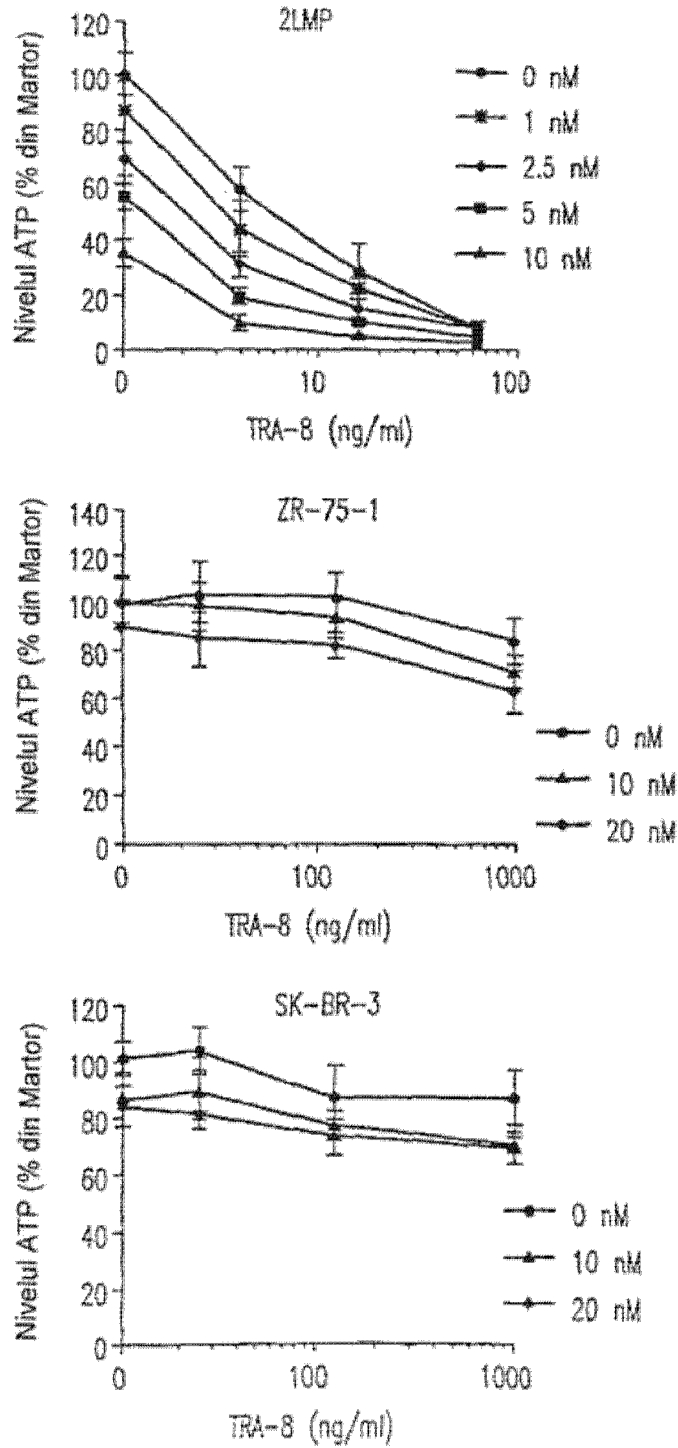 2LMP
120
100
80
60
40
20
0
Nivelul ATP (% din Martor)
0 10 100
TRA-8 (ng/ml)
0 nM
1 nM
2.5 nM
5 nM
10 nM
ZR-75-1
140
120
100
80
60
40
20
0
Nivelul ATP (% din Martor)
0 100 1000
TRA-8 (ng/ml)
0 nM
10 nM
20 nM
SK-BR-3
120
100
80
60
40
20
0
Nivelul ATP (% din Martor)
0 100 1000
TRA-8 (ng/ml)
0 nM
10 nM
20 nM